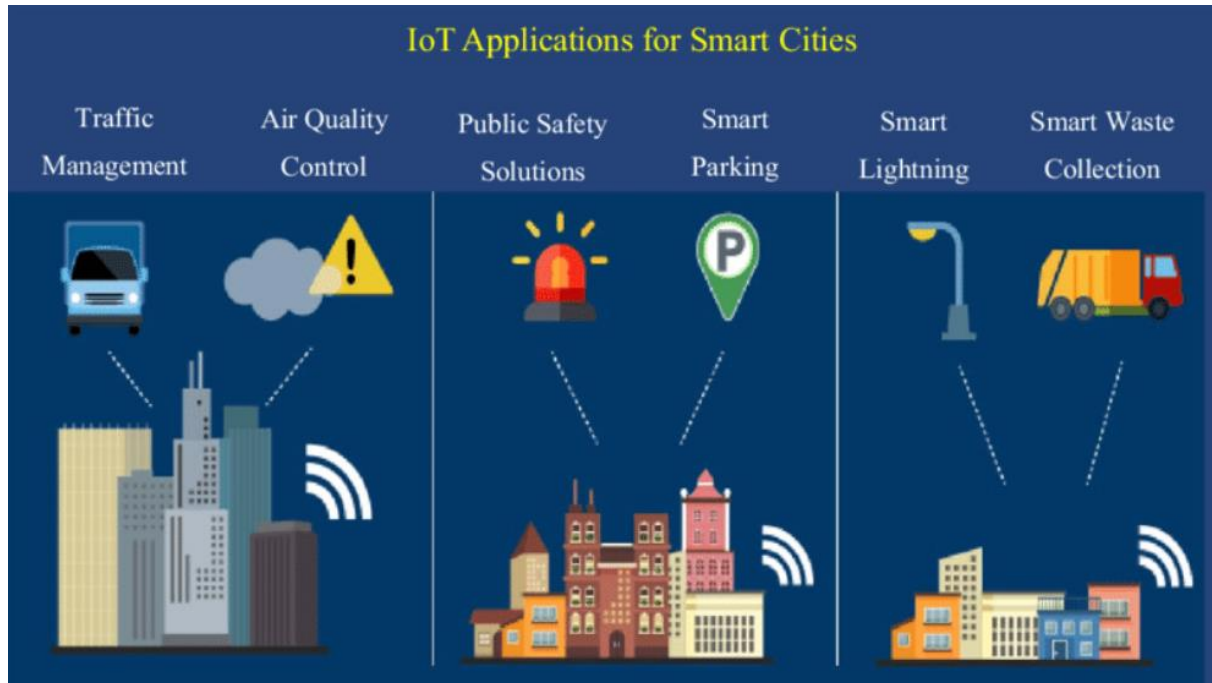 IoT Applications for Smart Cities
Traffic
Management
Air Quality
Control
Public Safety
Solutions
Smart
Parking
Smart
Lightning
Smart Waste
Collection
P